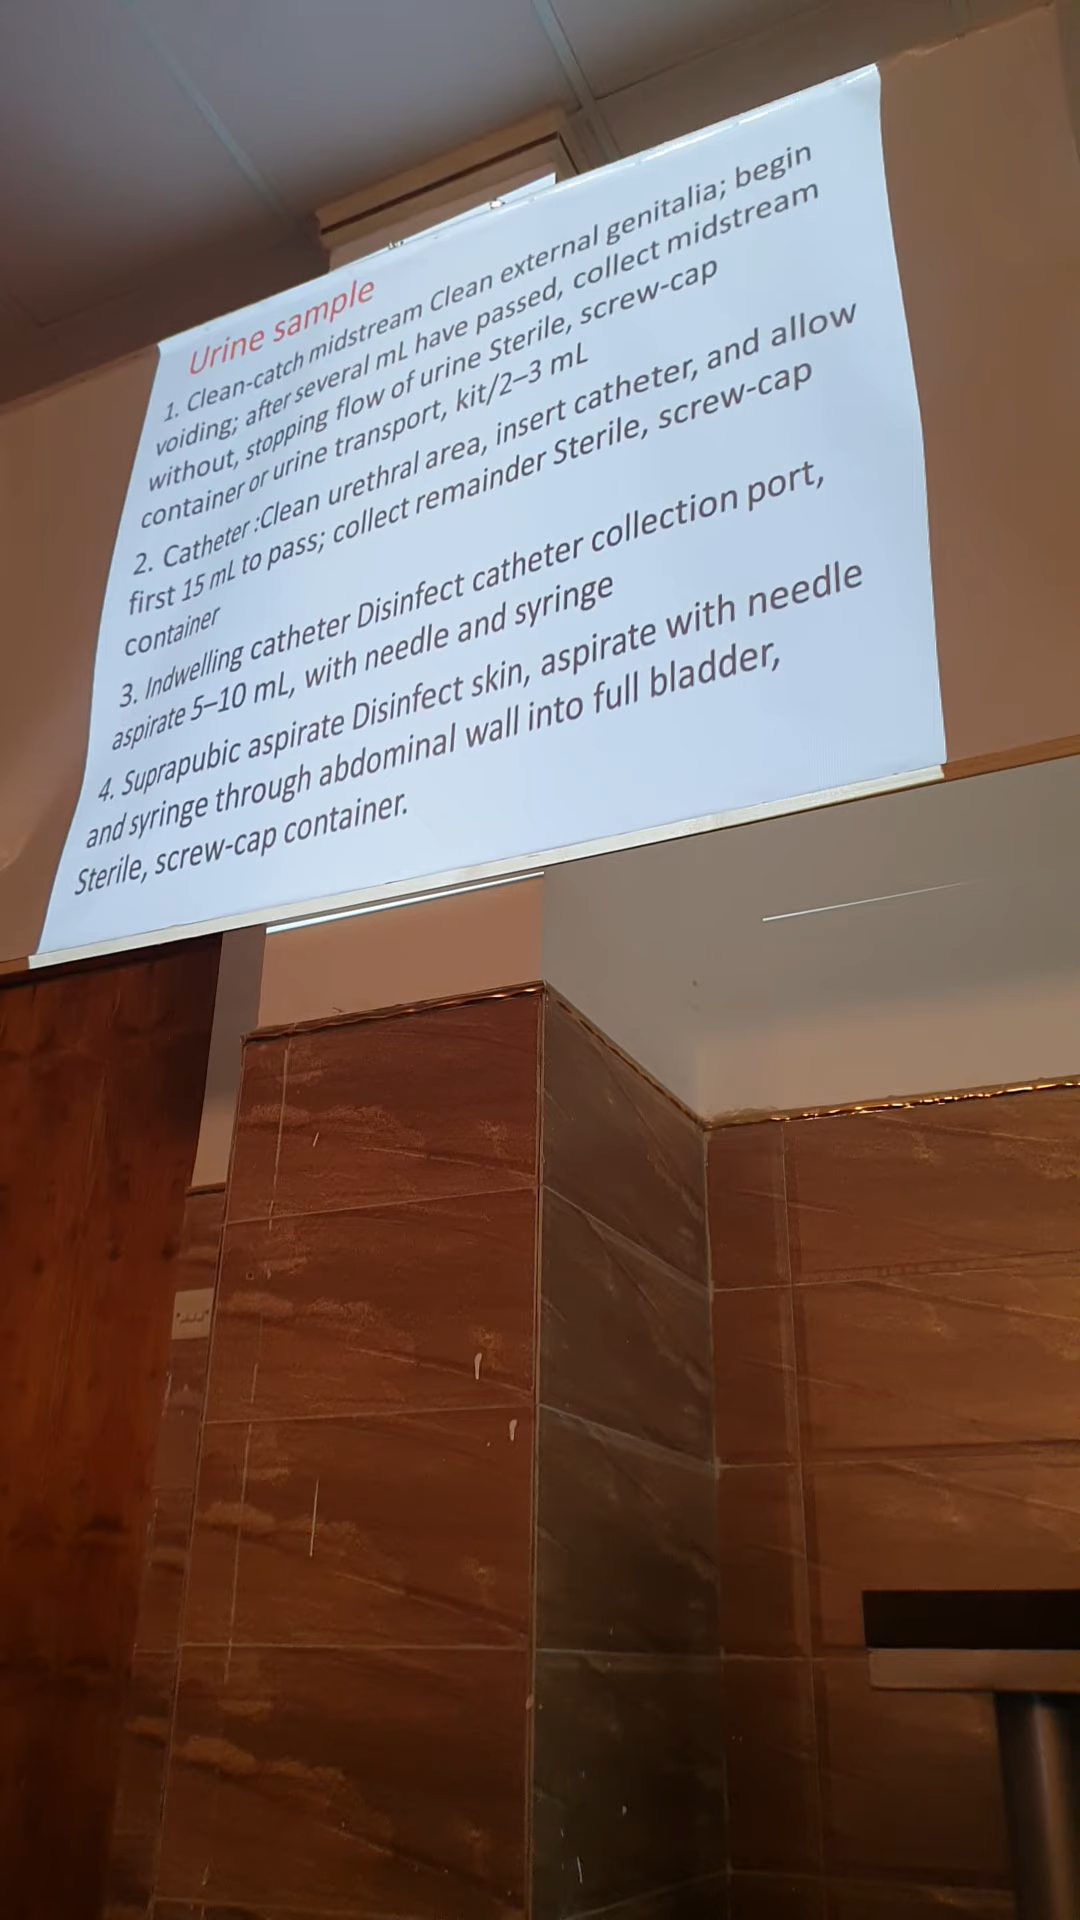 Urine sample
1. Clean-catch midstream Clean external genitalia; begin
voiding; after several mL have passed, collect midstream
without, stopping flow of urine Sterile, screw-cap
container or urine transport, kit/2–3 mL
2. Catheter :Clean urethral area, insert catheter, and allow
first 15 mL to pass; collect remainder Sterile, screw-cap
container
3. Indwelling catheter Disinfect catheter collection port,
aspirate 5–10 mL, with needle and syringe
4. Suprapubic aspirate Disinfect skin, aspirate with needle
and syringe through abdominal wall into full bladder,
Sterile, screw-cap container.